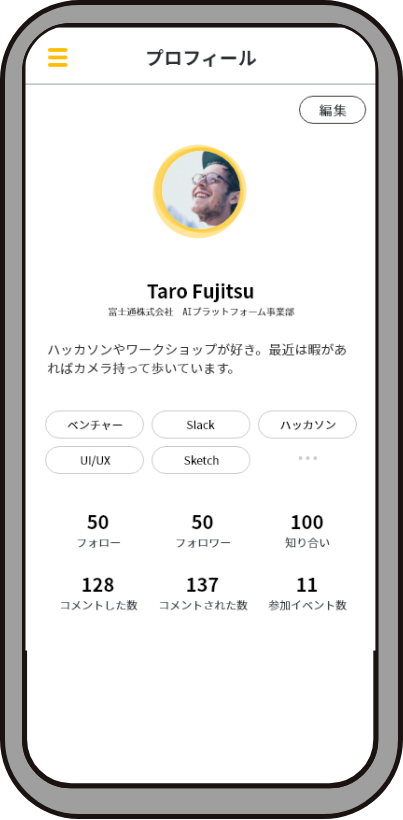 プロフィール
編集
Taro Fujitsu
富士通株式会社　AIプラットフォーム事業部
ハッカソンやワークショップが好き。最近は暇があ
ればカメラ持って歩いています。
ベンチャー Slack ハッカソン
UI/UX Sketch ･･･
50 50 100
フォロー フォロワー 知り合い
128 137 11
コメントした数 コメントされた数 参加イベント数